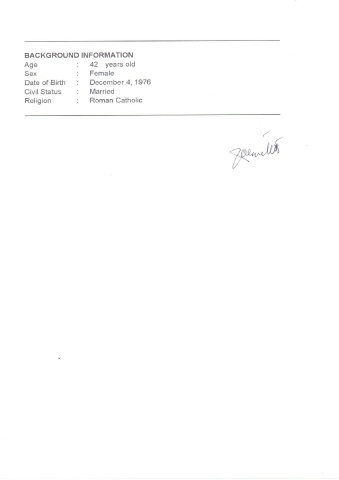 BACKGROUND INFORMATION
Age : 42 years old
Sex : Female
Date of Birth : December 4, 1976
Civil Status : Married
Religion : Roman Catholic